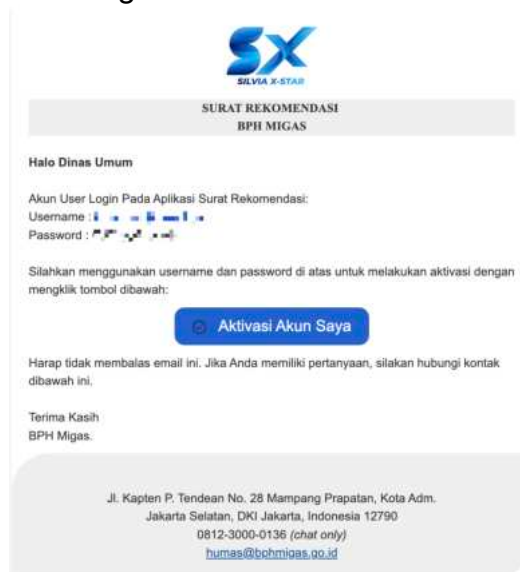 SX
SILVIA X-STAR
SURAT REKOMENDASI
BPH MIGAS
Halo Dinas Umum
Akun User Login Pada Aplikasi Surat Rekomendasi:
Username :
Password :
Silahkan menggunakan username dan password di atas untuk melakukan aktivasi dengan
mengklik tombol dibawah:
Aktivasi Akun Saya
Harap tidak membalas email ini. Jika Anda memiliki pertanyaan, silakan hubungi kontak
dibawah ini.
Terima Kasih
BPH Migas.
Jl. Kapten P. Tendean No. 28 Mampang Prapatan, Kota Adm.
Jakarta Selatan, DKI Jakarta, Indonesia 12790
0812-3000-0136 (chat only)
humas@bphmigas.go.id